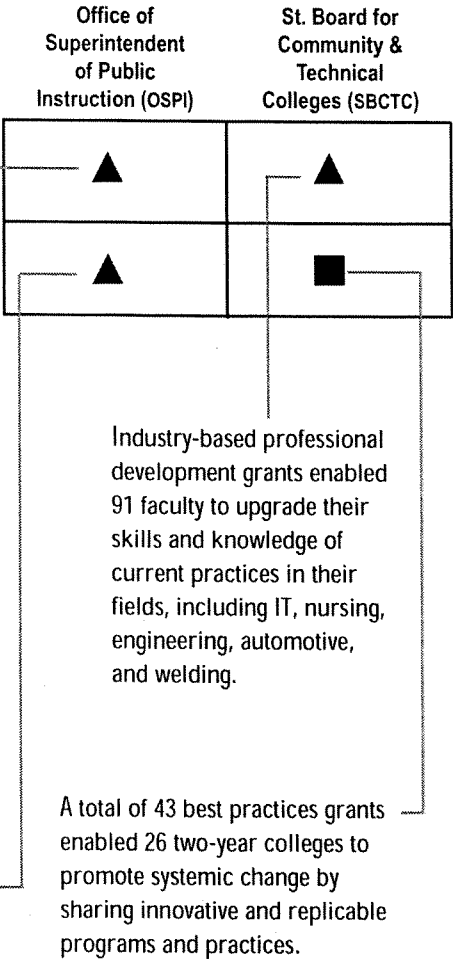 Office of
Superintendent
of Public
Instruction (OSPI)
St. Board for
Community &
Technical
Colleges (SBCTC)
Industry-based professional
development grants enabled
91 faculty to upgrade their
skills and knowledge of
current practices in their
fields, including IT, nursing,
engineering, automotive,
and welding.
A total of 43 best practices grants
enabled 26 two-year colleges to
promote systemic change by
sharing innovative and replicable
programs and practices.